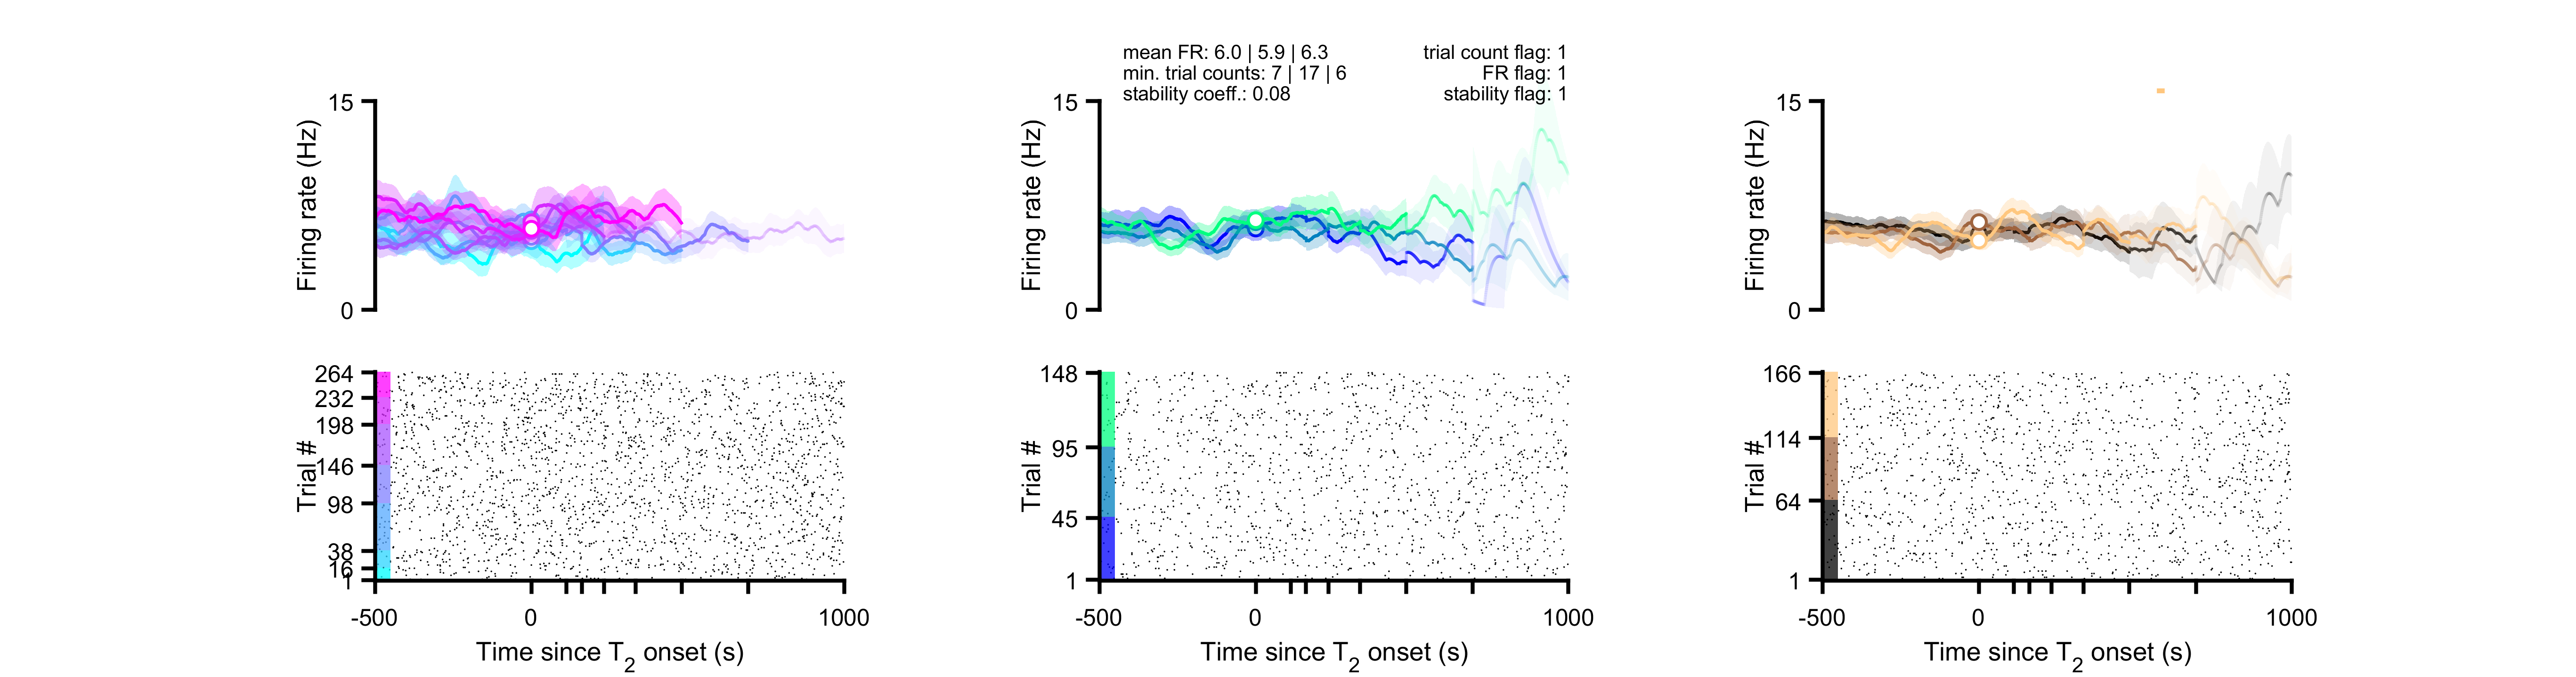 mean FR: 6.0 | 5.9 | 6.3
min. trial counts: 7 | 17 | 6
stability coeff.: 0.08
trial count flag: 1
FR flag: 1
stability flag: 1
15
Firing rate (Hz)
0
15
Firing rate (Hz)
0
15
Firing rate (Hz)
0
264
232
198
146
98
38
16
1
Trial #
-500 0 1000
Time since T2 onset (s)
148
95
45
1
Trial #
-500 0 1000
Time since T2 onset (s)
166
114
64
1
Trial #
-500 0 1000
Time since T2 onset (s)